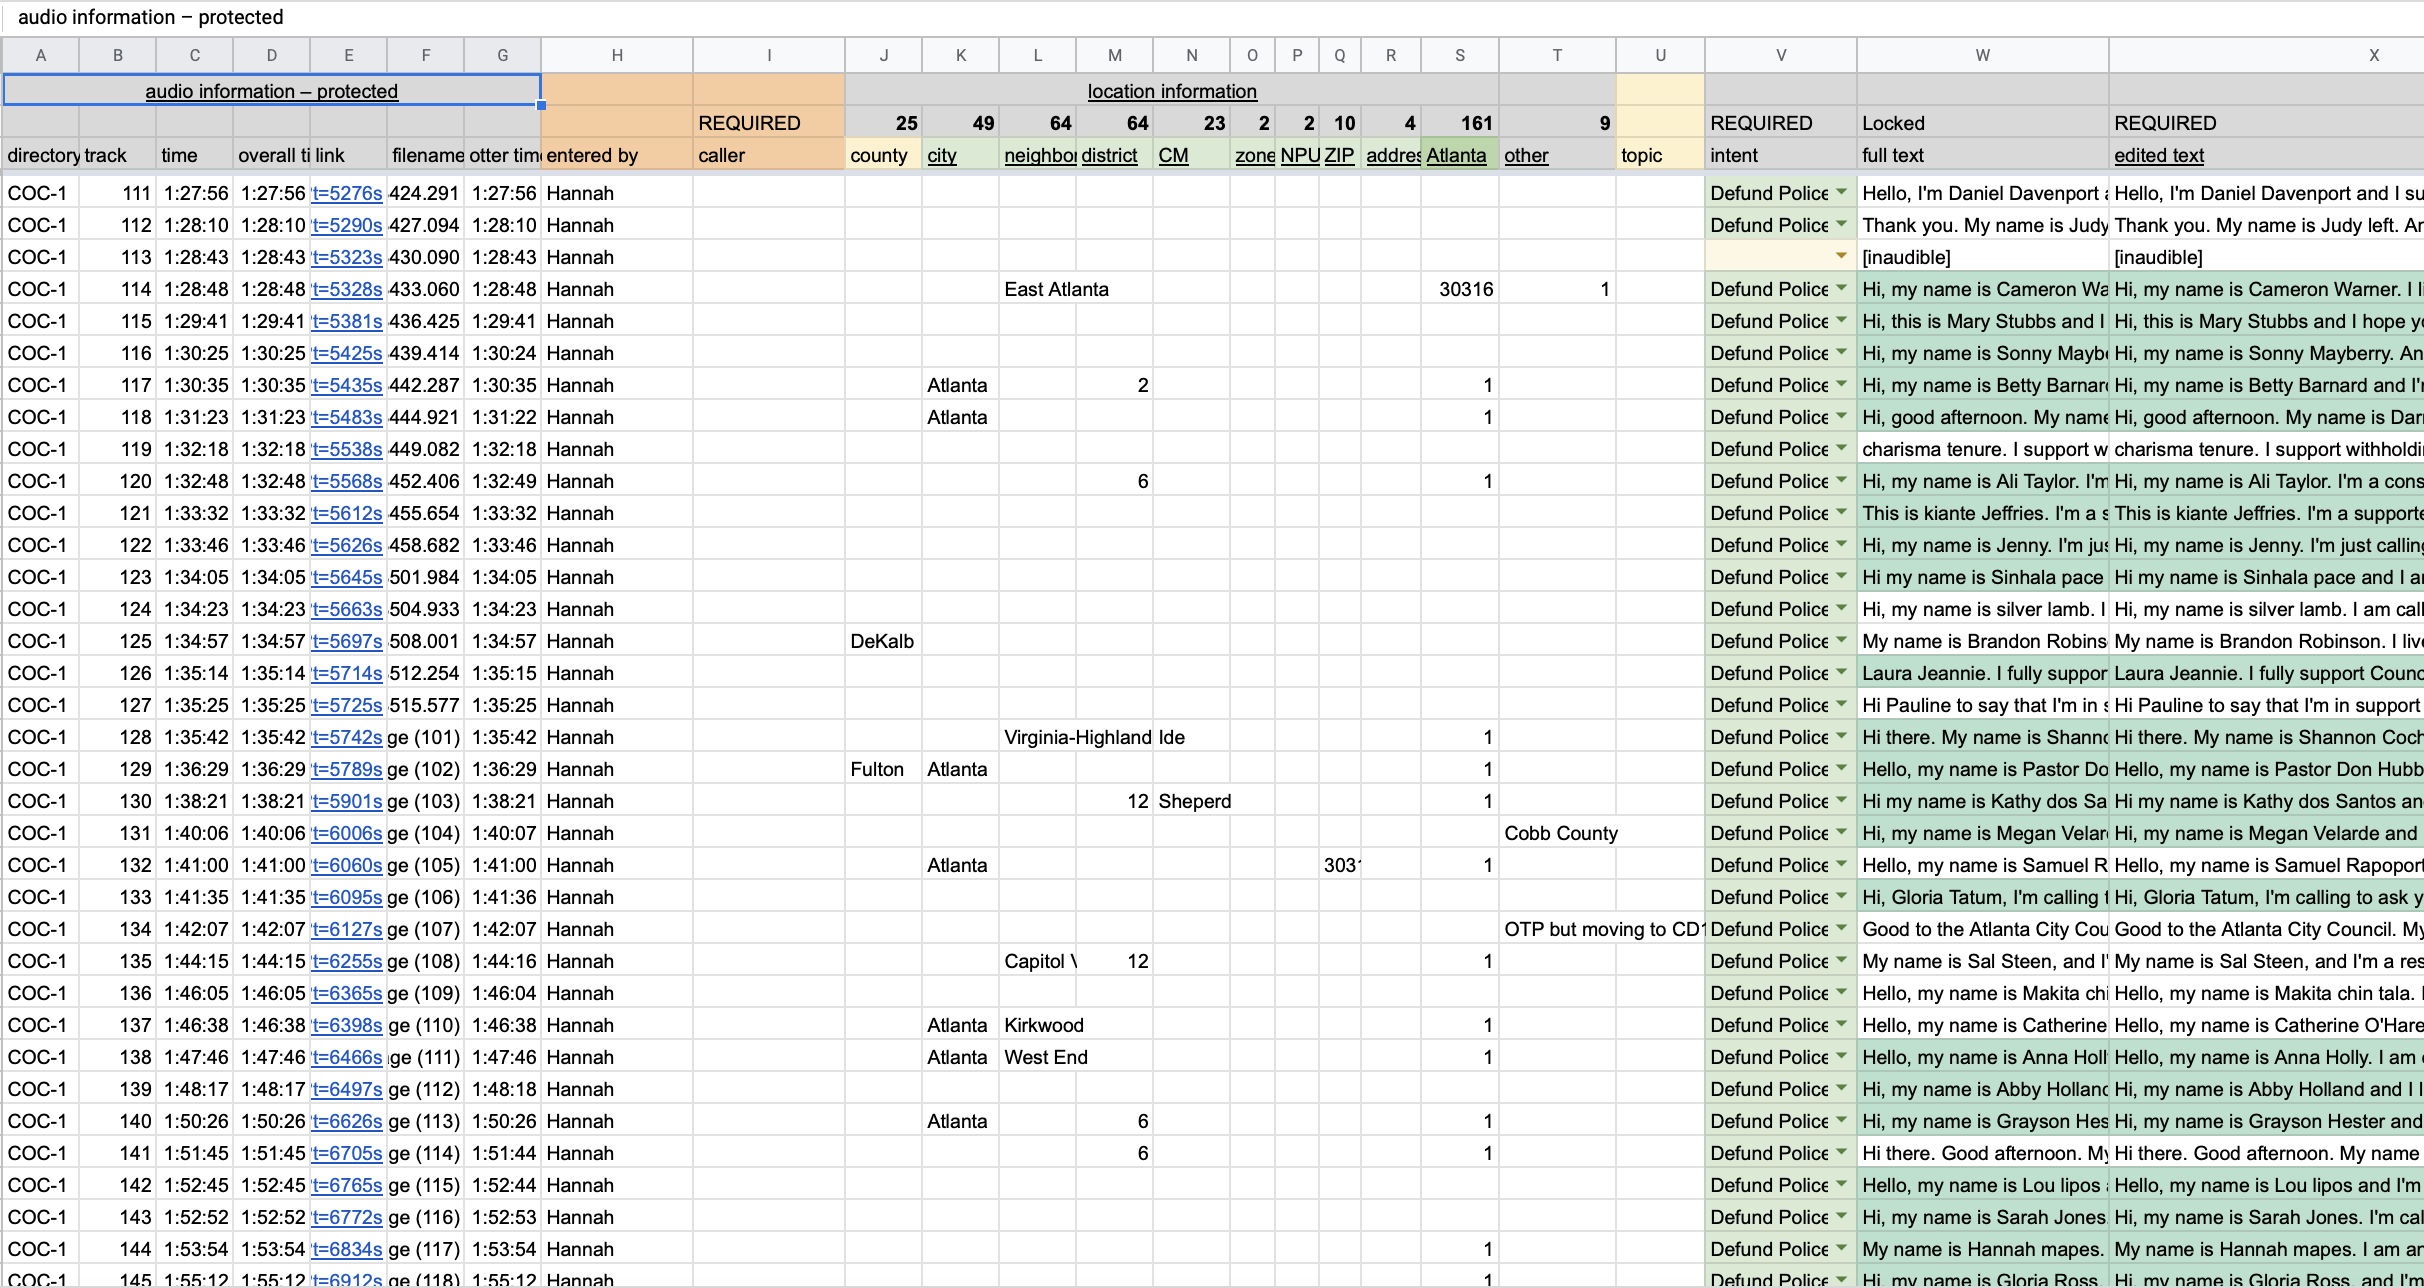 audio information – protected
A B C D E F G H I J K L M N O P Q R S T U V W X
audio information – protected location information
REQUIRED 25 49 64 64 23 2 2 10 4 161 9 REQUIRED Locked REQUIRED
directory track time overall ti link filename otter time entered by caller county city neighbor district CM zone NPU ZIP addres Atlanta other topic intent full text edited text
COC-1 111 1:27:56 1:27:56 t=5276s 424.291 1:27:56 Hannah Defund Police Hello, I'm Daniel Davenport a Hello, I'm Daniel Davenport and I su
COC-1 112 1:28:10 1:28:10 t=5290s 427.094 1:28:10 Hannah Defund Police Thank you. My name is Judy Thank you. My name is Judy left. Ar
COC-1 113 1:28:43 1:28:43 t=5323s 430.090 1:28:43 Hannah [inaudible] [inaudible]
COC-1 114 1:28:48 1:28:48 t=5328s 433.060 1:28:48 Hannah East Atlanta 30316 1 Defund Police Hi, my name is Cameron Wa Hi, my name is Cameron Warner. I li
COC-1 115 1:29:41 1:29:41 t=5381s 436.425 1:29:41 Hannah Defund Police Hi, this is Mary Stubbs and I Hi, this is Mary Stubbs and I hope yo
COC-1 116 1:30:25 1:30:25 t=5425s 439.414 1:30:24 Hannah Defund Police Hi, my name is Sonny Maybe Hi, my name is Sonny Mayberry. An
COC-1 117 1:30:35 1:30:35 t=5435s 442.287 1:30:35 Hannah Atlanta 2 1 Defund Police Hi, my name is Betty Barnard Hi, my name is Betty Barnard and I'm
COC-1 118 1:31:23 1:31:23 t=5483s 444.921 1:31:22 Hannah Atlanta 1 Defund Police Hi, good afternoon. My name Hi, good afternoon. My name is Dar
COC-1 119 1:32:18 1:32:18 t=5538s 449.082 1:32:18 Hannah Defund Police charisma tenure. I support w charisma tenure. I support withholdi
COC-1 120 1:32:48 1:32:48 t=5568s 452.406 1:32:49 Hannah 6 1 Defund Police Hi, my name is Ali Taylor. I'm Hi, my name is Ali Taylor. I'm a cons
COC-1 121 1:33:32 1:33:32 t=5612s 455.654 1:33:32 Hannah Defund Police This is kiante Jeffries. I'm a s This is kiante Jeffries. I'm a supporte
COC-1 122 1:33:46 1:33:46 t=5626s 458.682 1:33:46 Hannah Defund Police Hi, my name is Jenny. I'm jus Hi, my name is Jenny. I'm just calling
COC-1 123 1:34:05 1:34:05 t=5645s 501.984 1:34:05 Hannah Defund Police Hi my name is Sinhala pace Hi my name is Sinhala pace and I ar
COC-1 124 1:34:23 1:34:23 t=5663s 504.933 1:34:23 Hannah Defund Police Hi, my name is silver lamb. I Hi, my name is silver lamb. I am call
COC-1 125 1:34:57 1:34:57 t=5697s 508.001 1:34:57 Hannah DeKalb Defund Police My name is Brandon Robins My name is Brandon Robinson. I live
COC-1 126 1:35:14 1:35:14 t=5714s 512.254 1:35:15 Hannah Defund Police Laura Jeannie. I fully suppor Laura Jeannie. I fully support Counc
COC-1 127 1:35:25 1:35:25 t=5725s 515.577 1:35:25 Hannah Defund Police Hi Pauline to say that I'm in s Hi Pauline to say that I'm in support
COC-1 128 1:35:42 1:35:42 t=5742s ge (101) 1:35:42 Hannah Virginia-Highland Ide 1 Defund Police Hi there. My name is Shanno Hi there. My name is Shannon Coch
COC-1 129 1:36:29 1:36:29 t=5789s ge (102) 1:36:29 Hannah Fulton Atlanta 1 Defund Police Hello, my name is Pastor Do Hello, my name is Pastor Don Hubb
COC-1 130 1:38:21 1:38:21 t=5901s ge (103) 1:38:21 Hannah 12 Sheperd 1 Defund Police Hi my name is Kathy dos Sa Hi my name is Kathy dos Santos an
COC-1 131 1:40:06 1:40:06 t=6006s ge (104) 1:40:07 Hannah Cobb County Defund Police Hi, my name is Megan Velar Hi, my name is Megan Velarde and
COC-1 132 1:41:00 1:41:00 t=6060s ge (105) 1:41:00 Hannah Atlanta 303 1 Defund Police Hello, my name is Samuel R Hello, my name is Samuel Rapoport
COC-1 133 1:41:35 1:41:35 t=6095s ge (106) 1:41:36 Hannah Defund Police Hi, Gloria Tatum, I'm calling t Hi, Gloria Tatum, I'm calling to ask y
COC-1 134 1:42:07 1:42:07 t=6127s ge (107) 1:42:07 Hannah OTP but moving to CD1 Defund Police Good to the Atlanta City Cou Good to the Atlanta City Council. My
COC-1 135 1:44:15 1:44:15 t=6255s ge (108) 1:44:16 Hannah Capitol V 12 1 Defund Police My name is Sal Steen, and I' My name is Sal Steen, and I'm a res
COC-1 136 1:46:05 1:46:05 t=6365s ge (109) 1:46:04 Hannah Defund Police Hello, my name is Makita chi Hello, my name is Makita chin tala. I
COC-1 137 1:46:38 1:46:38 t=6398s ge (110) 1:46:38 Hannah Atlanta Kirkwood 1 Defund Police Hello, my name is Catherine Hello, my name is Catherine O'Hare
COC-1 138 1:47:46 1:47:46 t=6466s ge (111) 1:47:46 Hannah Atlanta West End 1 Defund Police Hello, my name is Anna Holl Hello, my name is Anna Holly. I am
COC-1 139 1:48:17 1:48:17 t=6497s ge (112) 1:48:18 Hannah Defund Police Hi, my name is Abby Holland Hi, my name is Abby Holland and I l
COC-1 140 1:50:26 1:50:26 t=6626s ge (113) 1:50:26 Hannah Atlanta 6 1 Defund Police Hi, my name is Grayson Hes Hi, my name is Grayson Hester and
COC-1 141 1:51:45 1:51:45 t=6705s ge (114) 1:51:44 Hannah 6 1 Defund Police Hi there. Good afternoon. My Hi there. Good afternoon. My name
COC-1 142 1:52:45 1:52:45 t=6765s ge (115) 1:52:44 Hannah Defund Police Hello, my name is Lou lipos a Hello, my name is Lou lipos and I'm
COC-1 143 1:52:52 1:52:52 t=6772s ge (116) 1:52:53 Hannah Defund Police Hi, my name is Sarah Jones. Hi, my name is Sarah Jones. I'm cal
COC-1 144 1:53:54 1:53:54 t=6834s ge (117) 1:53:54 Hannah 1 Defund Police My name is Hannah mapes. My name is Hannah mapes. I am an
COC-1 145 1:55:12 1:55:12 t=6912s ge (118) 1:55:12 Hannah 1 Defund Police Hi, my name is Gloria Ross. Hi, my name is Gloria Ross, and I'm